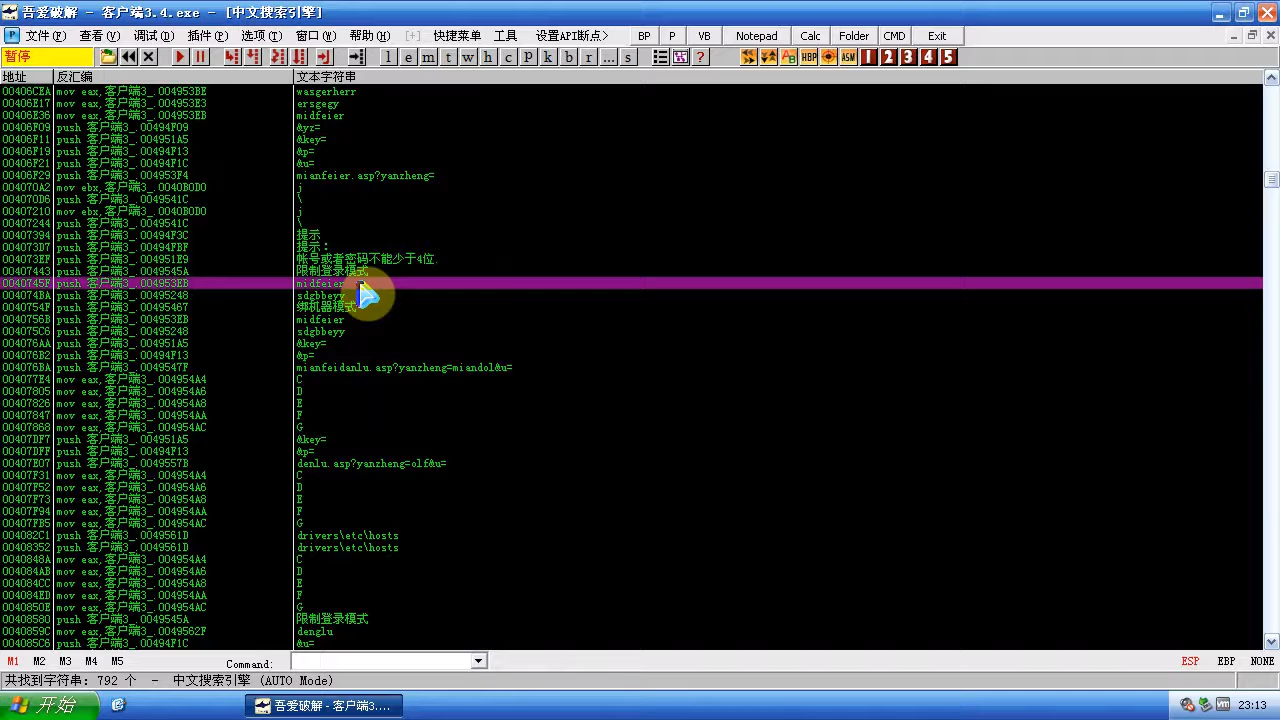 吾爱破解 - 客户端3.4.exe - [中文搜索引擎]
P 文件(F) 查看(V) 调试(D) 插件(P) 选项(T) 窗口(W) 帮助(H) [+] 快捷菜单 工具 设置API断点> BP P VB Notepad Calc Folder CMD Exit
暂停 l e m t w h c p k b r ... s ? HBP ASM 1 2 3 4 5
地址 反汇编 文本字符串
00406CEA mov eax,客户端3_.004953BE wasgerherr
00406E17 mov eax,客户端3_.004953E3 ersgegy
00406E36 mov eax,客户端3_.004953EB midfeier
00406F09 push 客户端3_.00494F09 &yz=
00406F11 push 客户端3_.004951A5 &key=
00406F19 push 客户端3_.00494F13 &p=
00406F21 push 客户端3_.00494F1C &u=
00406F29 push 客户端3_.004953F4 mianfeier.asp?yanzheng=
004070A2 mov ebx,客户端3_.0040B0D0 j
004070D6 push 客户端3_.0049541C \
00407210 mov ebx,客户端3_.0040B0D0 j
00407244 push 客户端3_.0049541C \
00407394 push 客户端3_.00494F3C 提示
004073D7 push 客户端3_.00494FBF 提示：
004073EF push 客户端3_.004951E9 帐号或者密码不能少于4位.
00407443 push 客户端3_.0049545A 限制登录模式
0040745F push 客户端3_.004953EB midfeier
004074BA push 客户端3_.00495248 sdgbbeyy
0040754F push 客户端3_.00495467 绑机器模式
0040756B push 客户端3_.004953EB midfeier
004075C6 push 客户端3_.00495248 sdgbbeyy
004076AA push 客户端3_.004951A5 &key=
004076B2 push 客户端3_.00494F13 &p=
004076BA push 客户端3_.0049547F mianfeidanlu.asp?yanzheng=miandol&u=
004077E4 mov eax,客户端3_.004954A4 C
00407805 mov eax,客户端3_.004954A6 D
00407826 mov eax,客户端3_.004954A8 E
00407847 mov eax,客户端3_.004954AA F
00407868 mov eax,客户端3_.004954AC G
00407DF7 push 客户端3_.004951A5 &key=
00407DFF push 客户端3_.00494F13 &p=
00407E07 push 客户端3_.0049557B denlu.asp?yanzheng=olf&u=
00407F31 mov eax,客户端3_.004954A4 C
00407F52 mov eax,客户端3_.004954A6 D
00407F73 mov eax,客户端3_.004954A8 E
00407F94 mov eax,客户端3_.004954AA F
00407FB5 mov eax,客户端3_.004954AC G
004082C1 push 客户端3_.0049561D drivers\etc\hosts
00408352 push 客户端3_.0049561D drivers\etc\hosts
0040848A mov eax,客户端3_.004954A4 C
004084AB mov eax,客户端3_.004954A6 D
004084CC mov eax,客户端3_.004954A8 E
004084ED mov eax,客户端3_.004954AA F
0040850E mov eax,客户端3_.004954AC G
00408580 push 客户端3_.0049545A 限制登录模式
0040859C mov eax,客户端3_.0049562F denglu
004085C6 push 客户端3_.00494F1C &u=
M1 M2 M3 M4 M5 Command: ESP EBP NONE
共找到字符串: 792 个 - 中文搜索引擎 (AUTO Mode)
开始 吾爱破解 - 客户端3.... 23:13